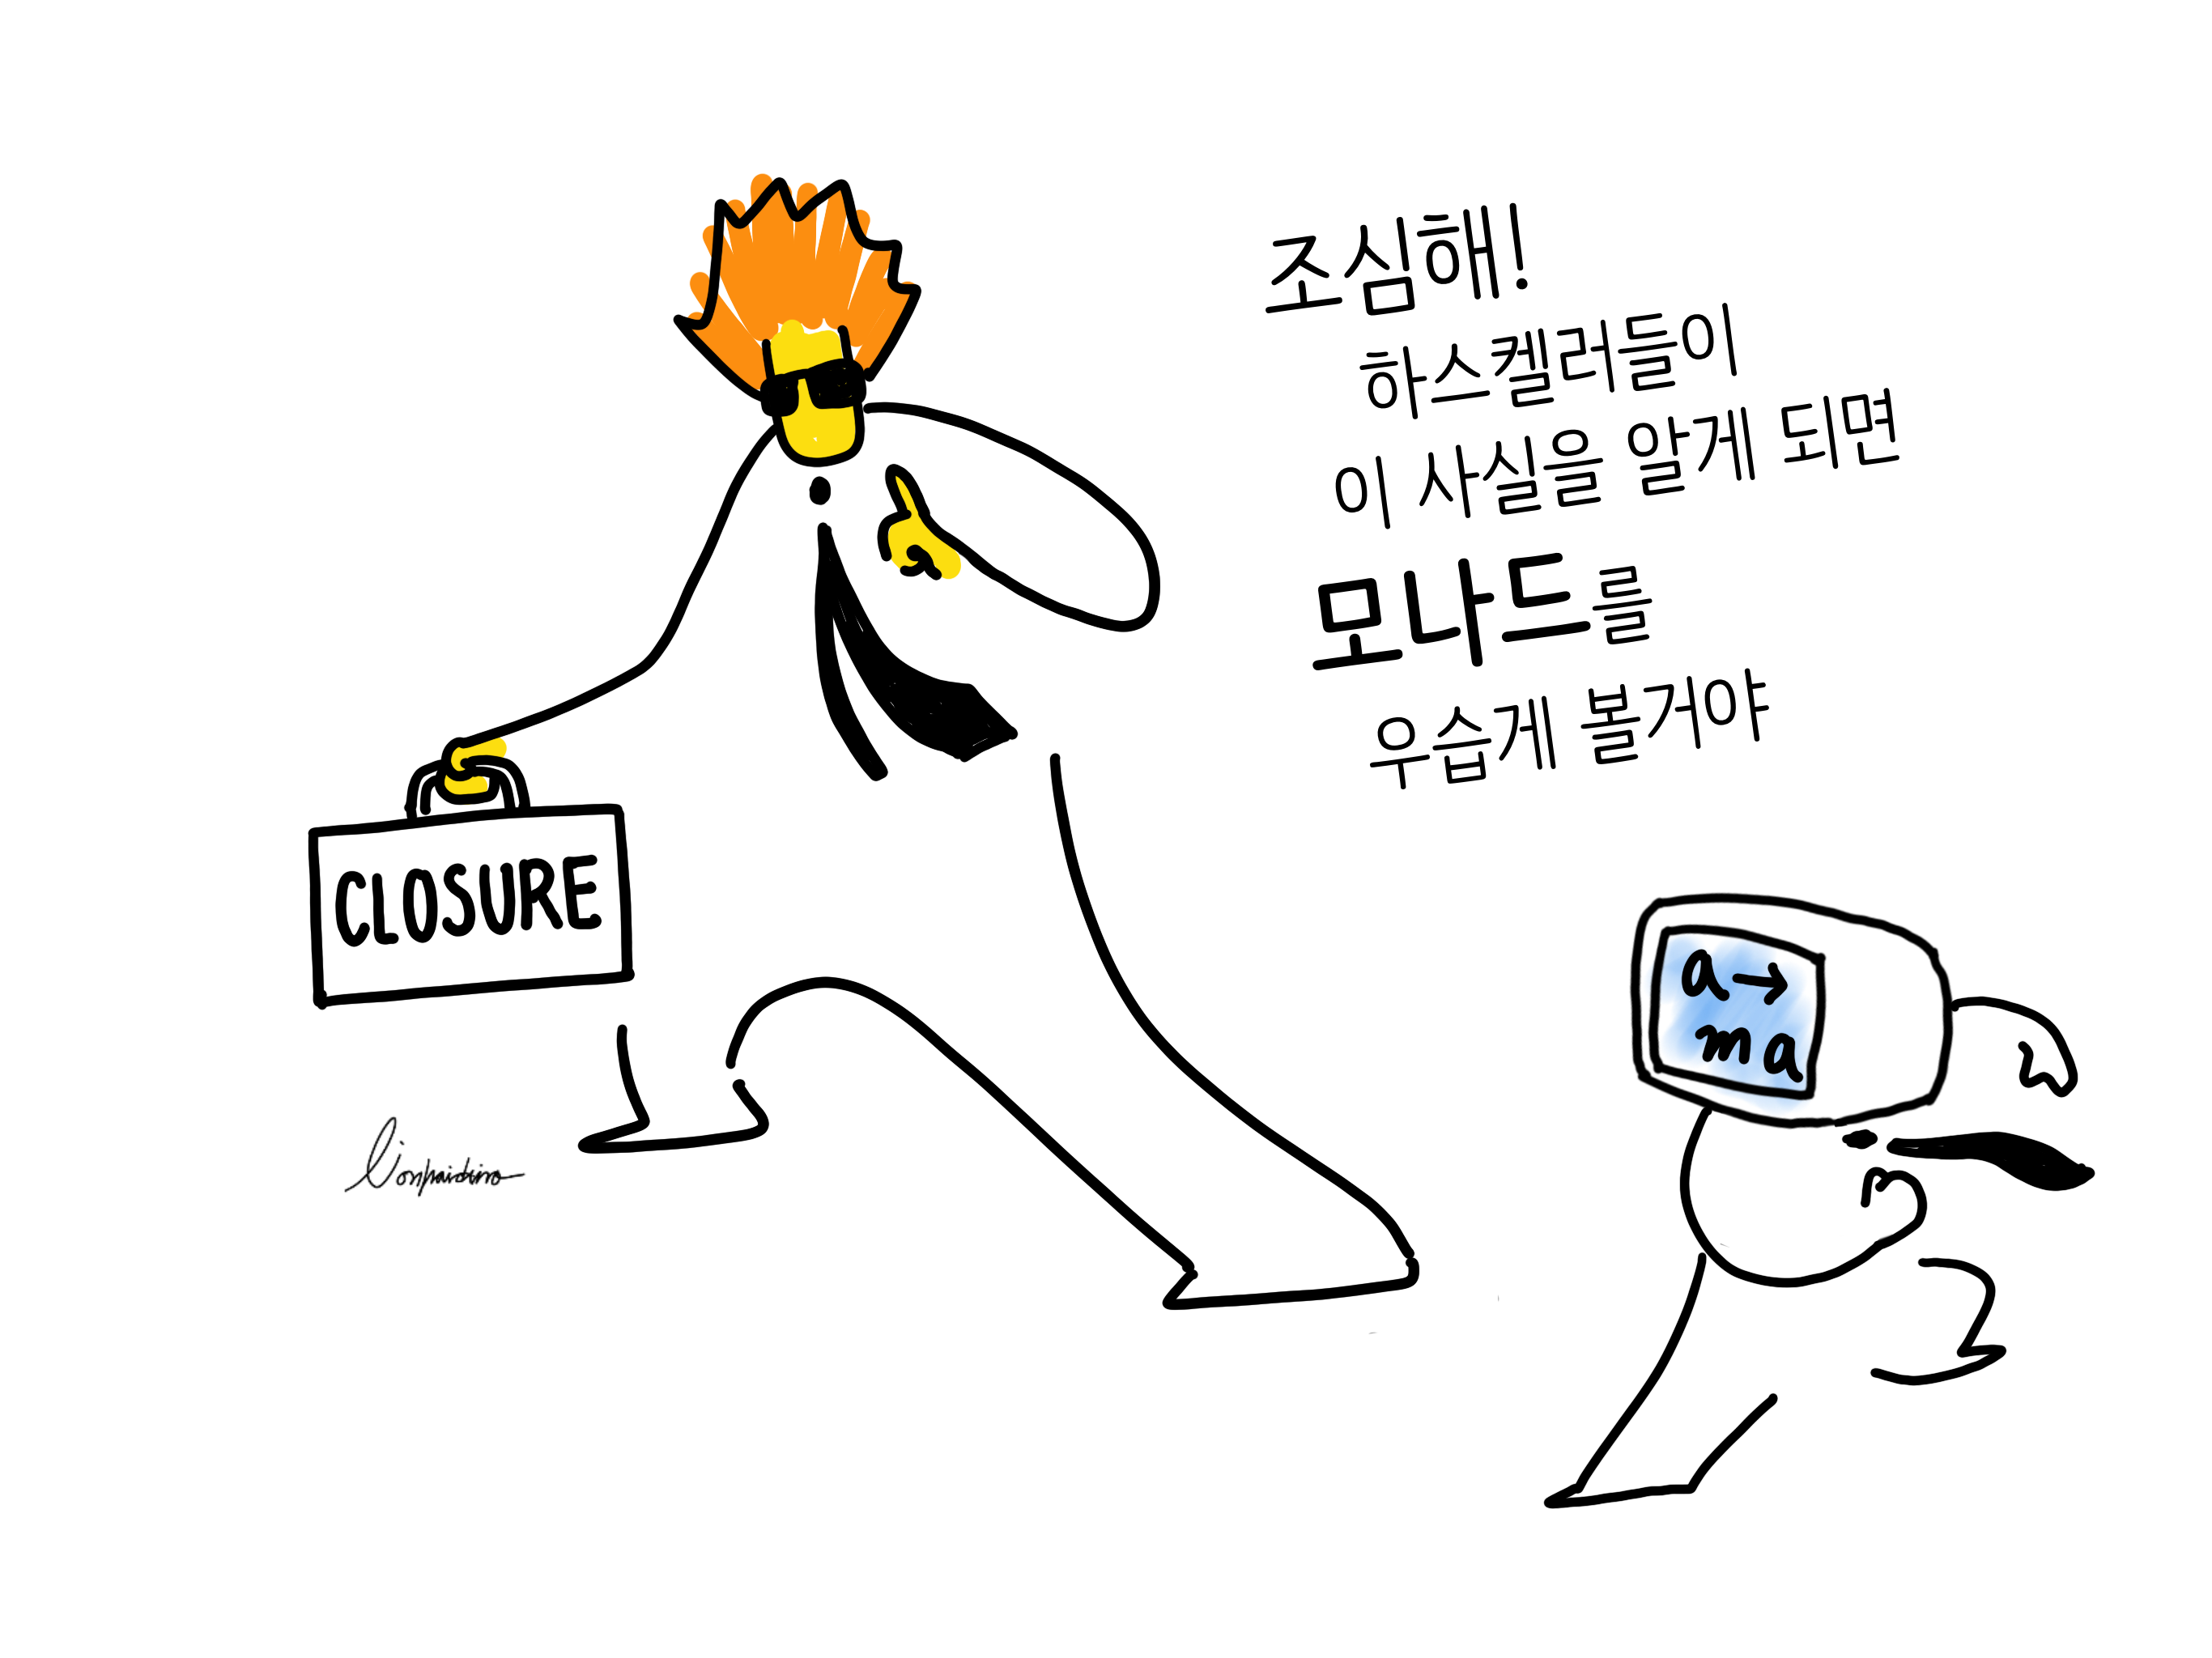 조심해!
하스켈러들이
이 사실을 알게 되면
모나드를
우습게 볼거야
CLOSURE
a →
m a